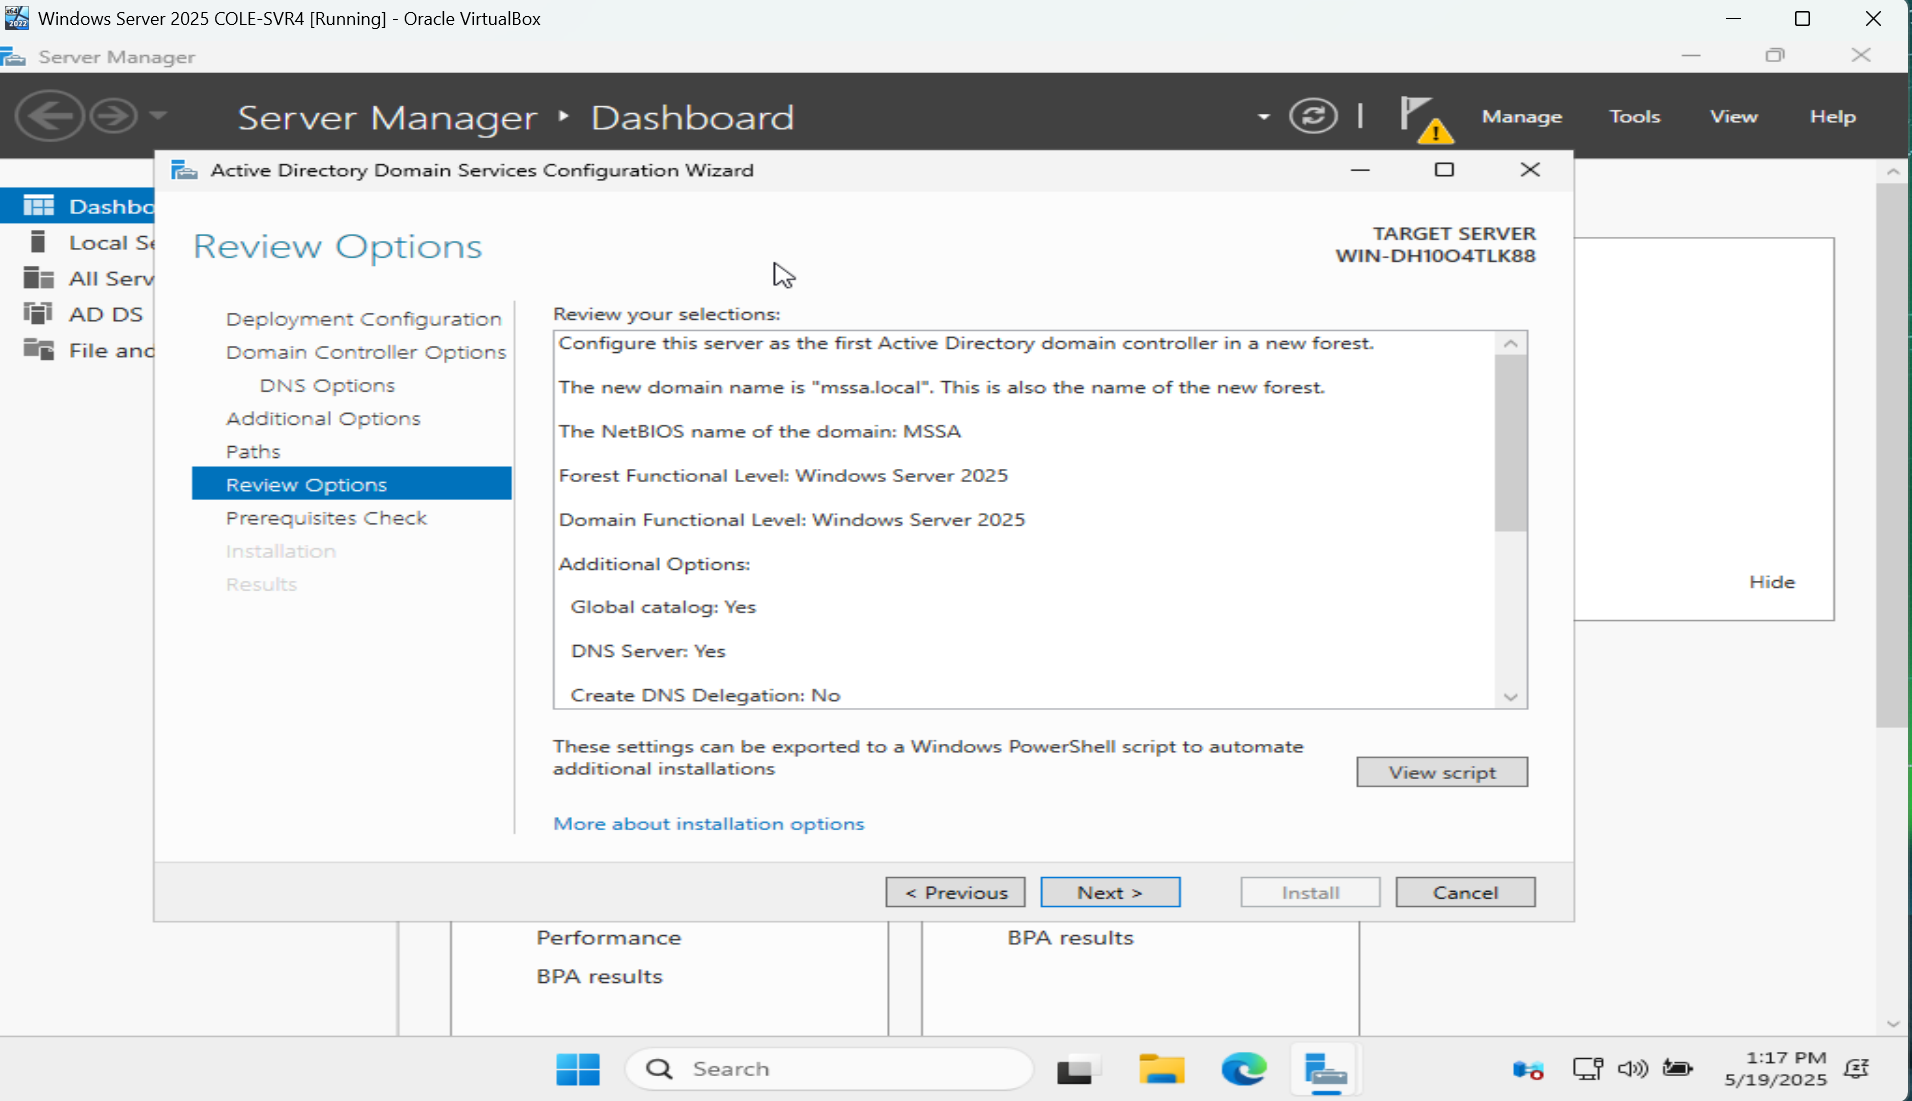 Windows Server 2025 COLE-SVR4 [Running] - Oracle VirtualBox
Server Manager
Server Manager ‣ Dashboard
Manage
Tools
View
Help
Active Directory Domain Services Configuration Wizard
Dashbo
Local Se
All Serv
AD DS
File and
Review Options
TARGET SERVER
WIN-DH10O4TLK88
Deployment Configuration
Domain Controller Options
DNS Options
Additional Options
Paths
Review Options
Prerequisites Check
Installation
Results
Review your selections:
Configure this server as the first Active Directory domain controller in a new forest.
The new domain name is "mssa.local". This is also the name of the new forest.
The NetBIOS name of the domain: MSSA
Forest Functional Level: Windows Server 2025
Domain Functional Level: Windows Server 2025
Additional Options:
Global catalog: Yes
DNS Server: Yes
Create DNS Delegation: No
Hide
These settings can be exported to a Windows PowerShell script to automate
additional installations
View script
More about installation options
< Previous
Next >
Install
Cancel
Performance
BPA results
BPA results
Search
1:17 PM
5/19/2025